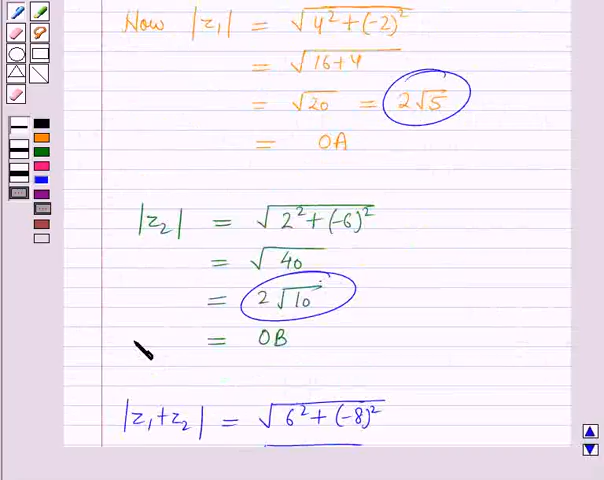 Now |z₁| = √(4² + (-2)²)
= √(16+4)
= √20 = 2√5
= OA
|z₂| = √(2² + (-6)²)
= √40
= 2√10
= OB
|z₁+z₂| = √(6² + (-8)²)